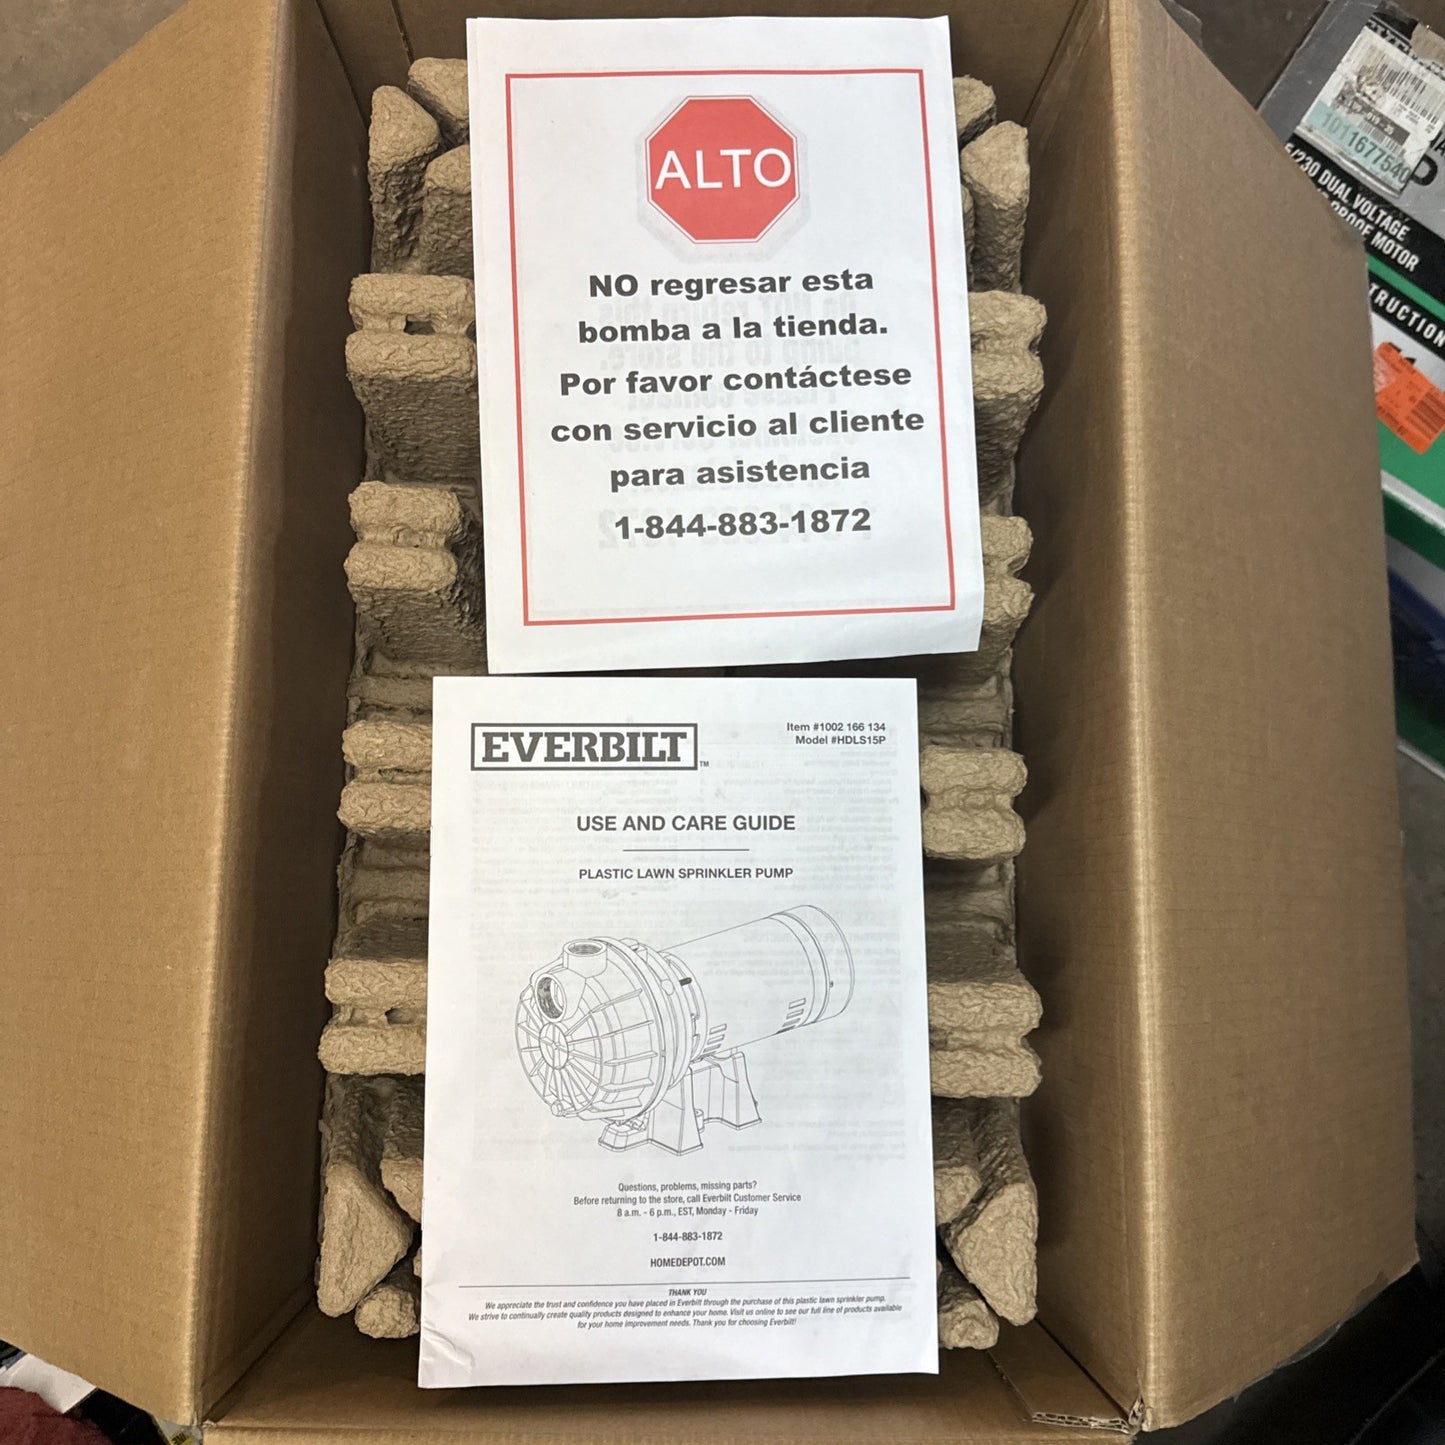 ALTO
NO regresar esta
bomba a la tienda.
Por favor contáctese
con servicio al cliente
para asistencia
1-844-883-1872
EVERBILT™
Item #1002 166 134
Model #HDLS15P
USE AND CARE GUIDE
PLASTIC LAWN SPRINKLER PUMP
Questions, problems, missing parts?
Before returning to the store, call Everbilt Customer Service
8 a.m. - 6 p.m., EST, Monday - Friday
1-844-883-1872
HOMEDEPOT.COM
THANK YOU
We appreciate the trust and confidence you have placed in Everbilt through the purchase of this plastic lawn sprinkler pump.
We strive to continually create quality products designed to enhance your home. Visit us online to see our full line of products available
for your home improvement needs. Thank you for choosing Everbilt!
1011677540
5/230 DUAL VOLTAGE
PROOF MOTOR
TRUCTION